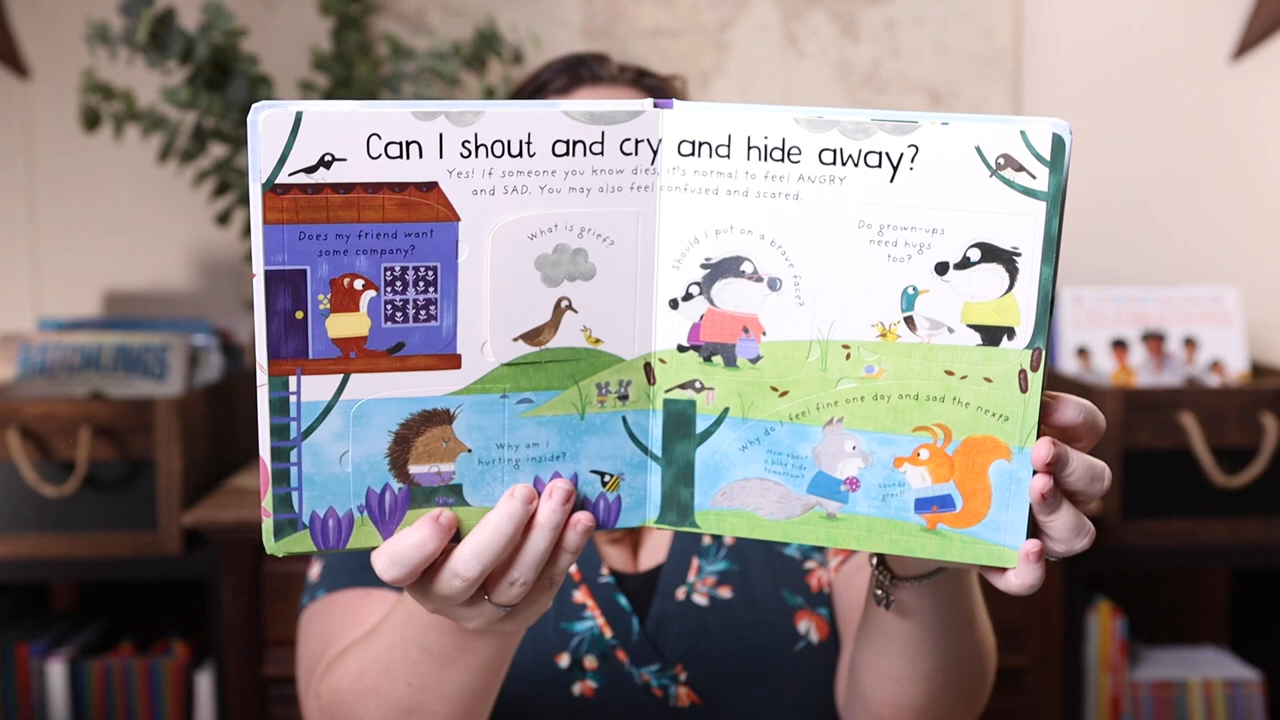 Can I shout and cry and hide away?
Yes! If someone you know dies, it's normal to feel ANGRY
and SAD. You may also feel confused and scared.
Does my friend want
some company?
What is grief?
Should I put on a brave face?
Do grown-ups
need hugs
too?
Why am I
hurting inside?
Why do I feel fine one day and sad the next?
How about
a bike ride
tomorrow?
Sounds
great!